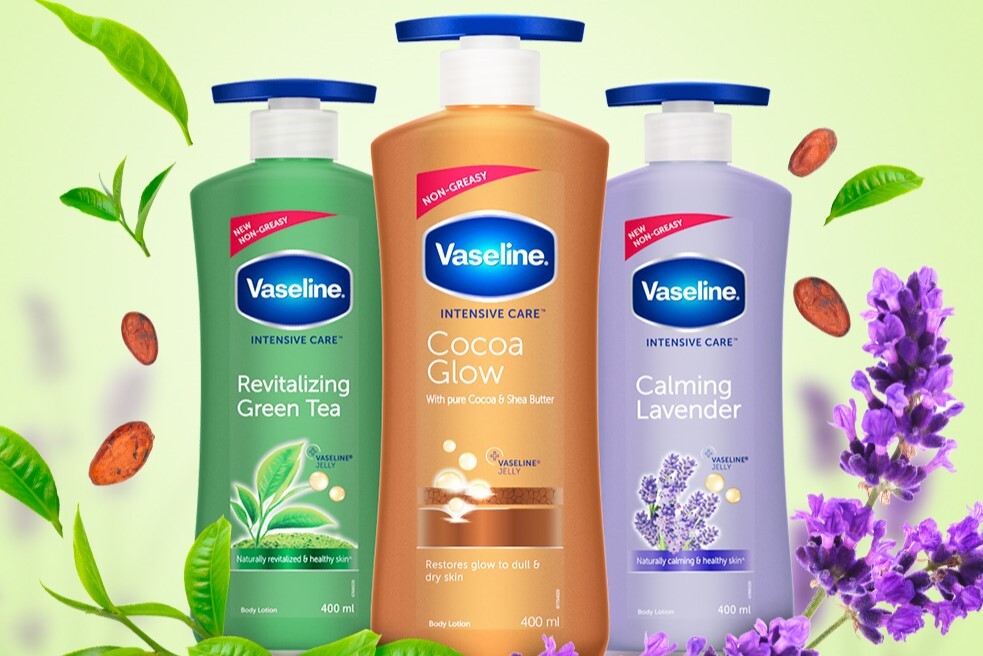 NEW
NON-GREASY
Vaseline.
INTENSIVE CARE™
Revitalizing
Green Tea
VASELINE®
JELLY
Naturally revitalized & healthy skin*
Body Lotion
400 ml
NON-GREASY
Vaseline.
INTENSIVE CARE™
Cocoa
Glow
With pure Cocoa & Shea Butter
VASELINE®
JELLY
Restores glow to dull &
dry skin
Body Lotion
400 ml
NEW
NON-GREASY
Vaseline.
INTENSIVE CARE™
Calming
Lavender
VASELINE®
JELLY
Naturally calming & healthy skin*
Body Lotion
400 ml